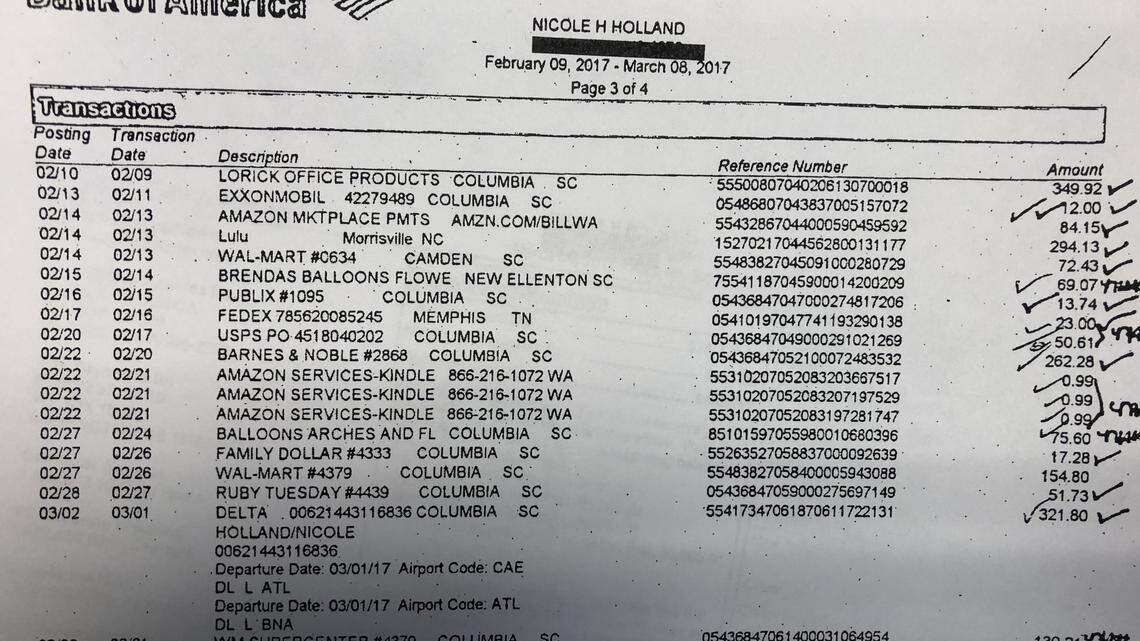 Bank of America
NICOLE H HOLLAND
February 09, 2017 - March 08, 2017
Page 3 of 4
Transactions
Posting Date Transaction Date Description Reference Number Amount
02/10 02/09 LORICK OFFICE PRODUCTS COLUMBIA SC 55500807040206130700018 349.92
02/13 02/11 EXXONMOBIL 42279489 COLUMBIA SC 05486807043837005157072 12.00
02/14 02/13 AMAZON MKTPLACE PMTS AMZN.COM/BILLWA 55432867044000590459592 84.15
02/14 02/13 Lulu Morrisville NC 15270217044562800131177 294.13
02/14 02/13 WAL-MART #0634 CAMDEN SC 55483827045091000280729 72.43
02/15 02/14 BRENDAS BALLOONS FLOWE NEW ELLENTON SC 75541187045900014200209 69.07
02/16 02/15 PUBLIX #1095 COLUMBIA SC 05436847047000274817206 13.74
02/17 02/16 FEDEX 785620085245 MEMPHIS TN 05410197047741193290138 23.00
02/20 02/17 USPS PO 4518040202 COLUMBIA SC 05436847049000291021269 50.61
02/22 02/20 BARNES & NOBLE #2868 COLUMBIA SC 05436847052100072483532 262.28
02/22 02/21 AMAZON SERVICES-KINDLE 866-216-1072 WA 55310207052083203667517 0.99
02/22 02/21 AMAZON SERVICES-KINDLE 866-216-1072 WA 55310207052083207197529 0.99
02/22 02/21 AMAZON SERVICES-KINDLE 866-216-1072 WA 55310207052083197281747 0.99
02/27 02/24 BALLOONS ARCHES AND FL COLUMBIA SC 85101597055980010680396 75.60
02/27 02/26 FAMILY DOLLAR #4333 COLUMBIA SC 55263527058837000092639 17.28
02/27 02/26 WAL-MART #4379 COLUMBIA SC 55483827058400005943088 154.80
02/28 02/27 RUBY TUESDAY #4439 COLUMBIA SC 05436847059000275697149 51.73
03/02 03/01 DELTA 00621443116836 COLUMBIA SC 55417347061870611722131 321.80
HOLLAND/NICOLE
00621443116836
Departure Date: 03/01/17 Airport Code: CAE
DL L ATL
Departure Date: 03/01/17 Airport Code: ATL
DL L BNA
WM SUPERCENTER #4379 COLUMBIA SC 05436847061400031064954